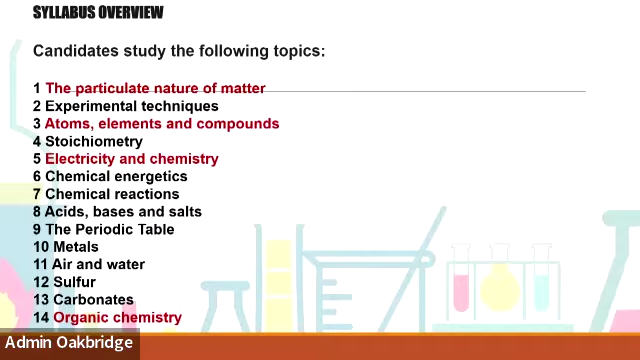 SYLLABUS OVERVIEW
Candidates study the following topics:
1 The particulate nature of matter
2 Experimental techniques
3 Atoms, elements and compounds
4 Stoichiometry
5 Electricity and chemistry
6 Chemical energetics
7 Chemical reactions
8 Acids, bases and salts
9 The Periodic Table
10 Metals
11 Air and water
12 Sulfur
13 Carbonates
14 Organic chemistry
Admin Oakbridge